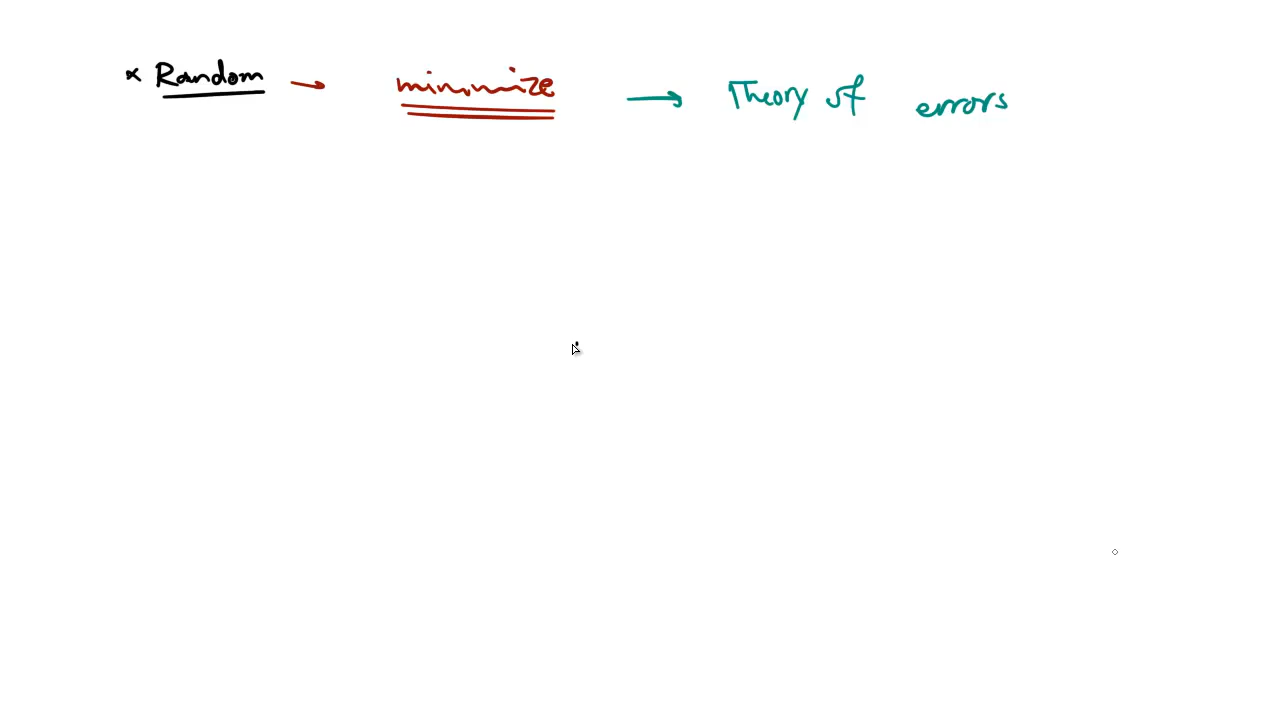 * Random → minimize → Theory of errors